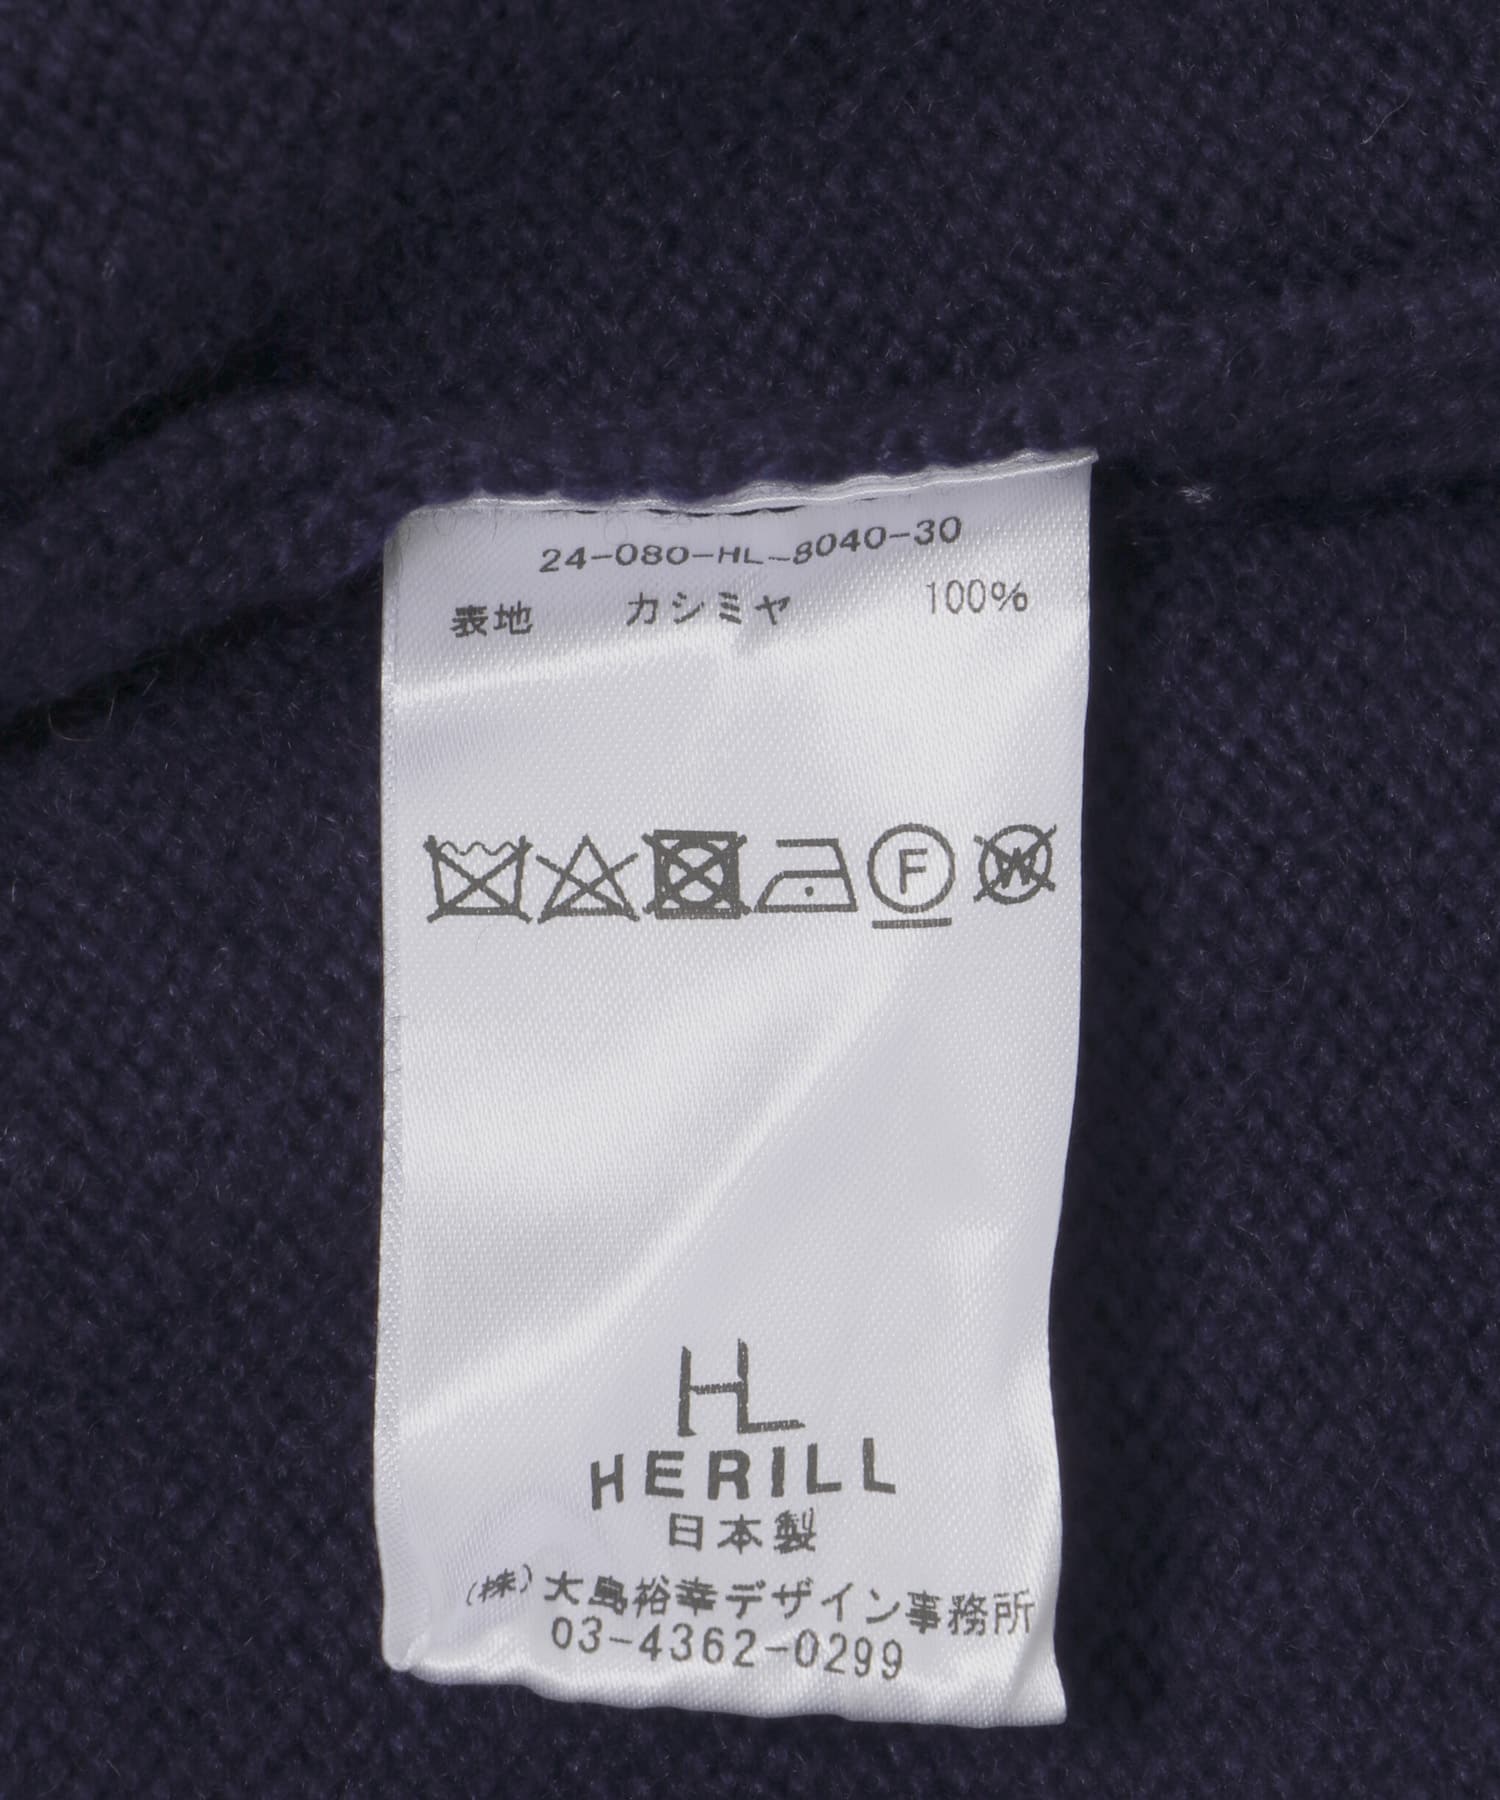 24-080-HL-8040-30
表地 カシミヤ 100%
F W
HL
HERILL
日本製
(株)大島裕幸デザイン事務所
03-4362-0299